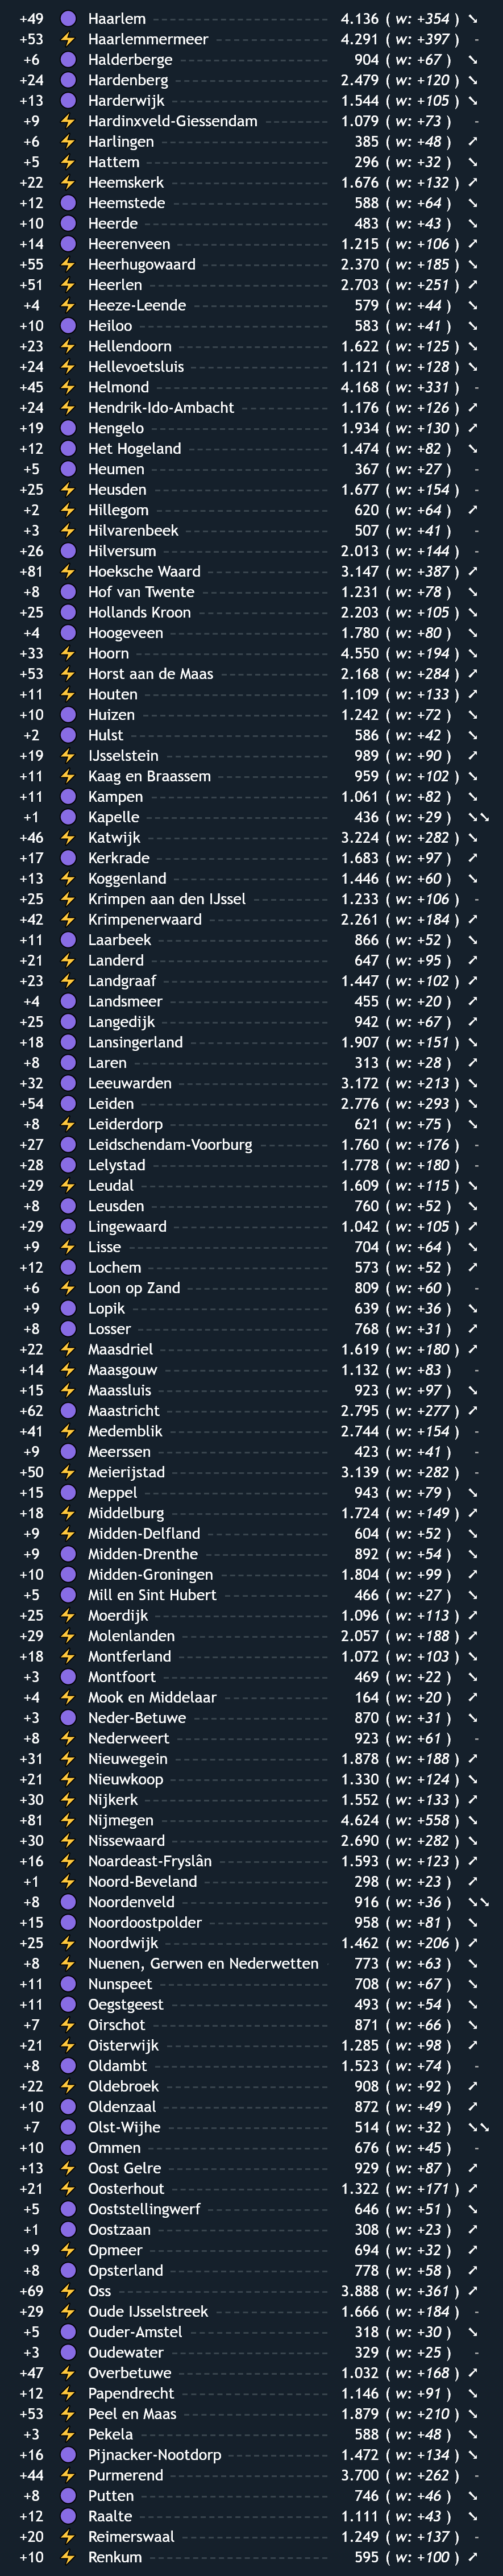 +49 Haarlem 4.136 ( w: +354 ) ↘
+53 ⚡ Haarlemmermeer 4.291 ( w: +397 ) -
+6 Halderberge 904 ( w: +67 ) ↘
+24 Hardenberg 2.479 ( w: +120 ) ↘
+13 Harderwijk 1.544 ( w: +105 ) ↘
+9 ⚡ Hardinxveld-Giessendam 1.079 ( w: +73 ) -
+6 ⚡ Harlingen 385 ( w: +48 ) ↗
+5 ⚡ Hattem 296 ( w: +32 ) ↘
+22 ⚡ Heemskerk 1.676 ( w: +132 ) ↗
+12 Heemstede 588 ( w: +64 ) ↘
+10 Heerde 483 ( w: +43 ) ↘
+14 Heerenveen 1.215 ( w: +106 ) ↗
+55 ⚡ Heerhugowaard 2.370 ( w: +185 ) ↘
+51 ⚡ Heerlen 2.703 ( w: +251 ) ↗
+4 ⚡ Heeze-Leende 579 ( w: +44 ) ↘
+10 Heiloo 583 ( w: +41 ) ↘
+23 ⚡ Hellendoorn 1.622 ( w: +125 ) ↘
+24 ⚡ Hellevoetsluis 1.121 ( w: +128 ) ↘
+45 ⚡ Helmond 4.168 ( w: +331 ) -
+24 ⚡ Hendrik-Ido-Ambacht 1.176 ( w: +126 ) ↗
+19 Hengelo 1.934 ( w: +130 ) ↗
+12 Het Hogeland 1.474 ( w: +82 ) ↘
+5 Heumen 367 ( w: +27 ) -
+25 ⚡ Heusden 1.677 ( w: +154 ) -
+2 ⚡ Hillegom 620 ( w: +64 ) ↗
+3 ⚡ Hilvarenbeek 507 ( w: +41 ) -
+26 Hilversum 2.013 ( w: +144 ) -
+81 ⚡ Hoeksche Waard 3.147 ( w: +387 ) ↗
+8 Hof van Twente 1.231 ( w: +78 ) ↘
+25 Hollands Kroon 2.203 ( w: +105 ) ↘
+4 Hoogeveen 1.780 ( w: +80 ) ↘
+33 ⚡ Hoorn 4.550 ( w: +194 ) ↘
+53 ⚡ Horst aan de Maas 2.168 ( w: +284 ) ↗
+11 ⚡ Houten 1.109 ( w: +133 ) ↗
+10 Huizen 1.242 ( w: +72 ) ↘
+2 Hulst 586 ( w: +42 ) ↘
+19 ⚡ IJsselstein 989 ( w: +90 ) ↗
+11 ⚡ Kaag en Braassem 959 ( w: +102 ) ↘
+11 Kampen 1.061 ( w: +82 ) ↘
+1 Kapelle 436 ( w: +29 ) ↘↘
+46 ⚡ Katwijk 3.224 ( w: +282 ) ↘
+17 Kerkrade 1.683 ( w: +97 ) ↗
+13 ⚡ Koggenland 1.446 ( w: +60 ) ↘
+25 ⚡ Krimpen aan den IJssel 1.233 ( w: +106 ) -
+42 ⚡ Krimpenerwaard 2.261 ( w: +184 ) ↗
+11 Laarbeek 866 ( w: +52 ) ↘
+21 ⚡ Landerd 647 ( w: +95 ) ↗
+23 ⚡ Landgraaf 1.447 ( w: +102 ) ↗
+4 Landsmeer 455 ( w: +20 ) ↗
+25 Langedijk 942 ( w: +67 ) ↗
+18 Lansingerland 1.907 ( w: +151 ) ↘
+8 Laren 313 ( w: +28 ) ↗
+32 Leeuwarden 3.172 ( w: +213 ) ↘
+54 Leiden 2.776 ( w: +293 ) ↘
+8 ⚡ Leiderdorp 621 ( w: +75 ) ↘
+27 Leidschendam-Voorburg 1.760 ( w: +176 ) -
+28 Lelystad 1.778 ( w: +180 ) -
+29 ⚡ Leudal 1.609 ( w: +115 ) ↘
+8 Leusden 760 ( w: +52 ) ↘
+29 Lingewaard 1.042 ( w: +105 ) ↗
+9 ⚡ Lisse 704 ( w: +64 ) ↘
+12 Lochem 573 ( w: +52 ) ↗
+6 ⚡ Loon op Zand 809 ( w: +60 ) -
+9 Lopik 639 ( w: +36 ) ↘
+8 Losser 768 ( w: +31 ) ↗
+22 ⚡ Maasdriel 1.619 ( w: +180 ) ↗
+14 ⚡ Maasgouw 1.132 ( w: +83 ) -
+15 ⚡ Maassluis 923 ( w: +97 ) ↘
+62 Maastricht 2.795 ( w: +277 ) ↗
+41 ⚡ Medemblik 2.744 ( w: +154 ) -
+9 Meerssen 423 ( w: +41 ) -
+50 ⚡ Meierijstad 3.139 ( w: +282 ) -
+15 Meppel 943 ( w: +79 ) ↘
+18 ⚡ Middelburg 1.724 ( w: +149 ) ↗
+9 ⚡ Midden-Delfland 604 ( w: +52 ) ↘
+9 Midden-Drenthe 892 ( w: +54 ) ↘
+10 Midden-Groningen 1.804 ( w: +99 ) ↗
+5 Mill en Sint Hubert 466 ( w: +27 ) ↘
+25 ⚡ Moerdijk 1.096 ( w: +113 ) ↗
+29 ⚡ Molenlanden 2.057 ( w: +188 ) ↗
+18 ⚡ Montferland 1.072 ( w: +103 ) ↘
+3 Montfoort 469 ( w: +22 ) ↘
+4 ⚡ Mook en Middelaar 164 ( w: +20 ) ↗
+3 Neder-Betuwe 870 ( w: +31 ) ↘
+8 ⚡ Nederweert 923 ( w: +61 ) -
+31 ⚡ Nieuwegein 1.878 ( w: +188 ) ↗
+21 ⚡ Nieuwkoop 1.330 ( w: +124 ) ↘
+30 ⚡ Nijkerk 1.552 ( w: +133 ) ↗
+81 ⚡ Nijmegen 4.624 ( w: +558 ) ↘
+30 ⚡ Nissewaard 2.690 ( w: +282 ) ↘
+16 ⚡ Noardeast-Fryslân 1.593 ( w: +123 ) ↗
+1 ⚡ Noord-Beveland 298 ( w: +23 ) ↗
+8 Noordenveld 916 ( w: +36 ) ↘↘
+15 Noordoostpolder 958 ( w: +81 ) ↘
+25 ⚡ Noordwijk 1.462 ( w: +206 ) ↗
+8 ⚡ Nuenen, Gerwen en Nederwetten 773 ( w: +63 ) ↘
+11 Nunspeet 708 ( w: +67 ) ↘
+11 Oegstgeest 493 ( w: +54 ) ↘
+7 ⚡ Oirschot 871 ( w: +66 ) ↘
+21 ⚡ Oisterwijk 1.285 ( w: +98 ) ↗
+8 Oldambt 1.523 ( w: +74 ) -
+22 ⚡ Oldebroek 908 ( w: +92 ) ↗
+10 Oldenzaal 872 ( w: +49 ) ↗
+7 Olst-Wijhe 514 ( w: +32 ) ↘↘
+10 Ommen 676 ( w: +45 ) -
+13 ⚡ Oost Gelre 929 ( w: +87 ) ↗
+21 ⚡ Oosterhout 1.322 ( w: +171 ) ↗
+5 Ooststellingwerf 646 ( w: +51 ) ↘
+1 Oostzaan 308 ( w: +23 ) ↗
+9 ⚡ Opmeer 694 ( w: +32 ) ↗
+8 Opsterland 778 ( w: +58 ) ↗
+69 ⚡ Oss 3.888 ( w: +361 ) ↗
+29 ⚡ Oude IJsselstreek 1.666 ( w: +184 ) -
+5 Ouder-Amstel 318 ( w: +30 ) ↘
+3 Oudewater 329 ( w: +25 ) -
+47 ⚡ Overbetuwe 1.032 ( w: +168 ) ↗
+12 ⚡ Papendrecht 1.146 ( w: +91 ) ↘
+53 ⚡ Peel en Maas 1.879 ( w: +210 ) ↘
+3 ⚡ Pekela 588 ( w: +48 ) ↘
+16 Pijnacker-Nootdorp 1.472 ( w: +134 ) ↘
+44 ⚡ Purmerend 3.700 ( w: +262 ) -
+8 Putten 746 ( w: +46 ) ↘
+12 Raalte 1.111 ( w: +43 ) ↘
+20 ⚡ Reimerswaal 1.249 ( w: +137 ) -
+10 ⚡ Renkum 595 ( w: +100 ) ↗